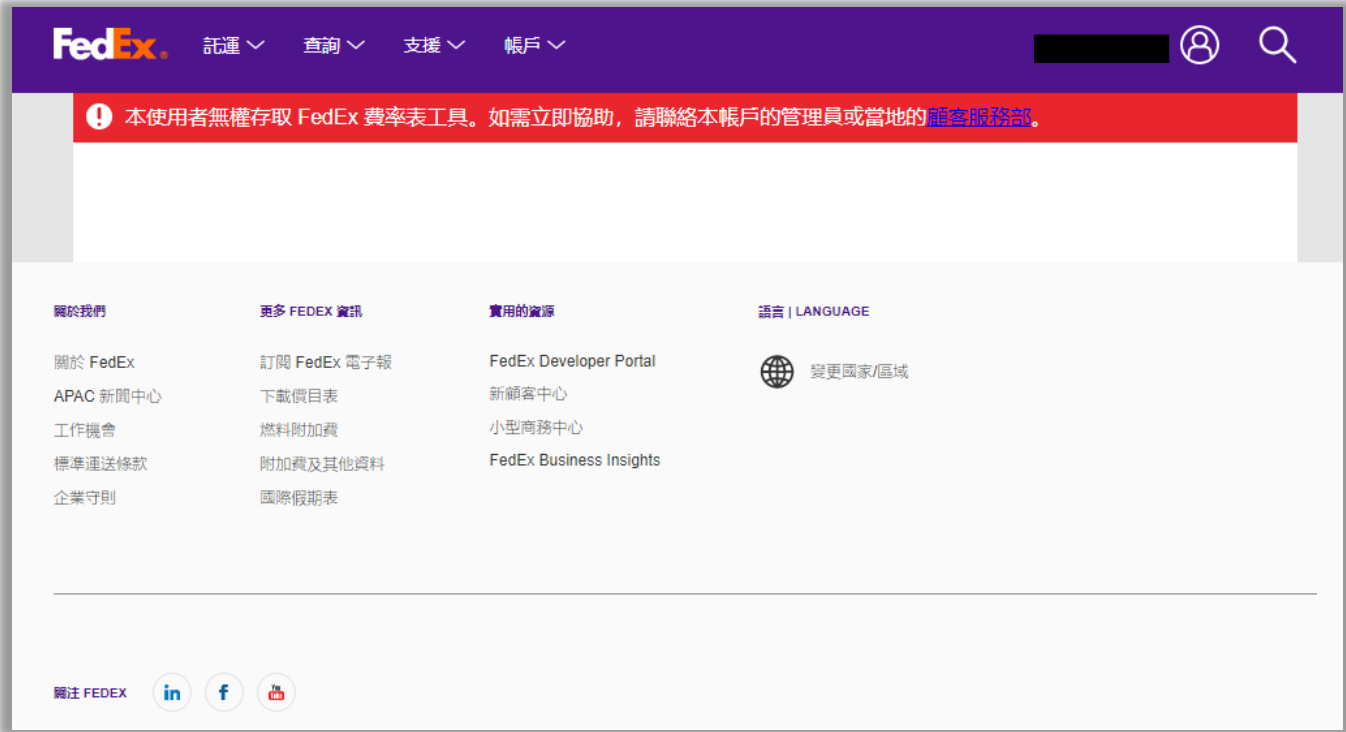 FedEx. 託運 查詢 支援 帳戶
本使用者無權存取 FedEx 費率表工具。如需立即協助，請聯絡本帳戶的管理員或當地的顧客服務部。
關於我們
關於 FedEx
APAC 新聞中心
工作機會
標準運送條款
企業守則
更多 FEDEX 資訊
訂閱 FedEx 電子報
下載價目表
燃料附加費
附加費及其他資料
國際假期表
實用的資源
FedEx Developer Portal
新顧客中心
小型商務中心
FedEx Business Insights
語言 | LANGUAGE
變更國家/區域
關注 FEDEX in f You Tube